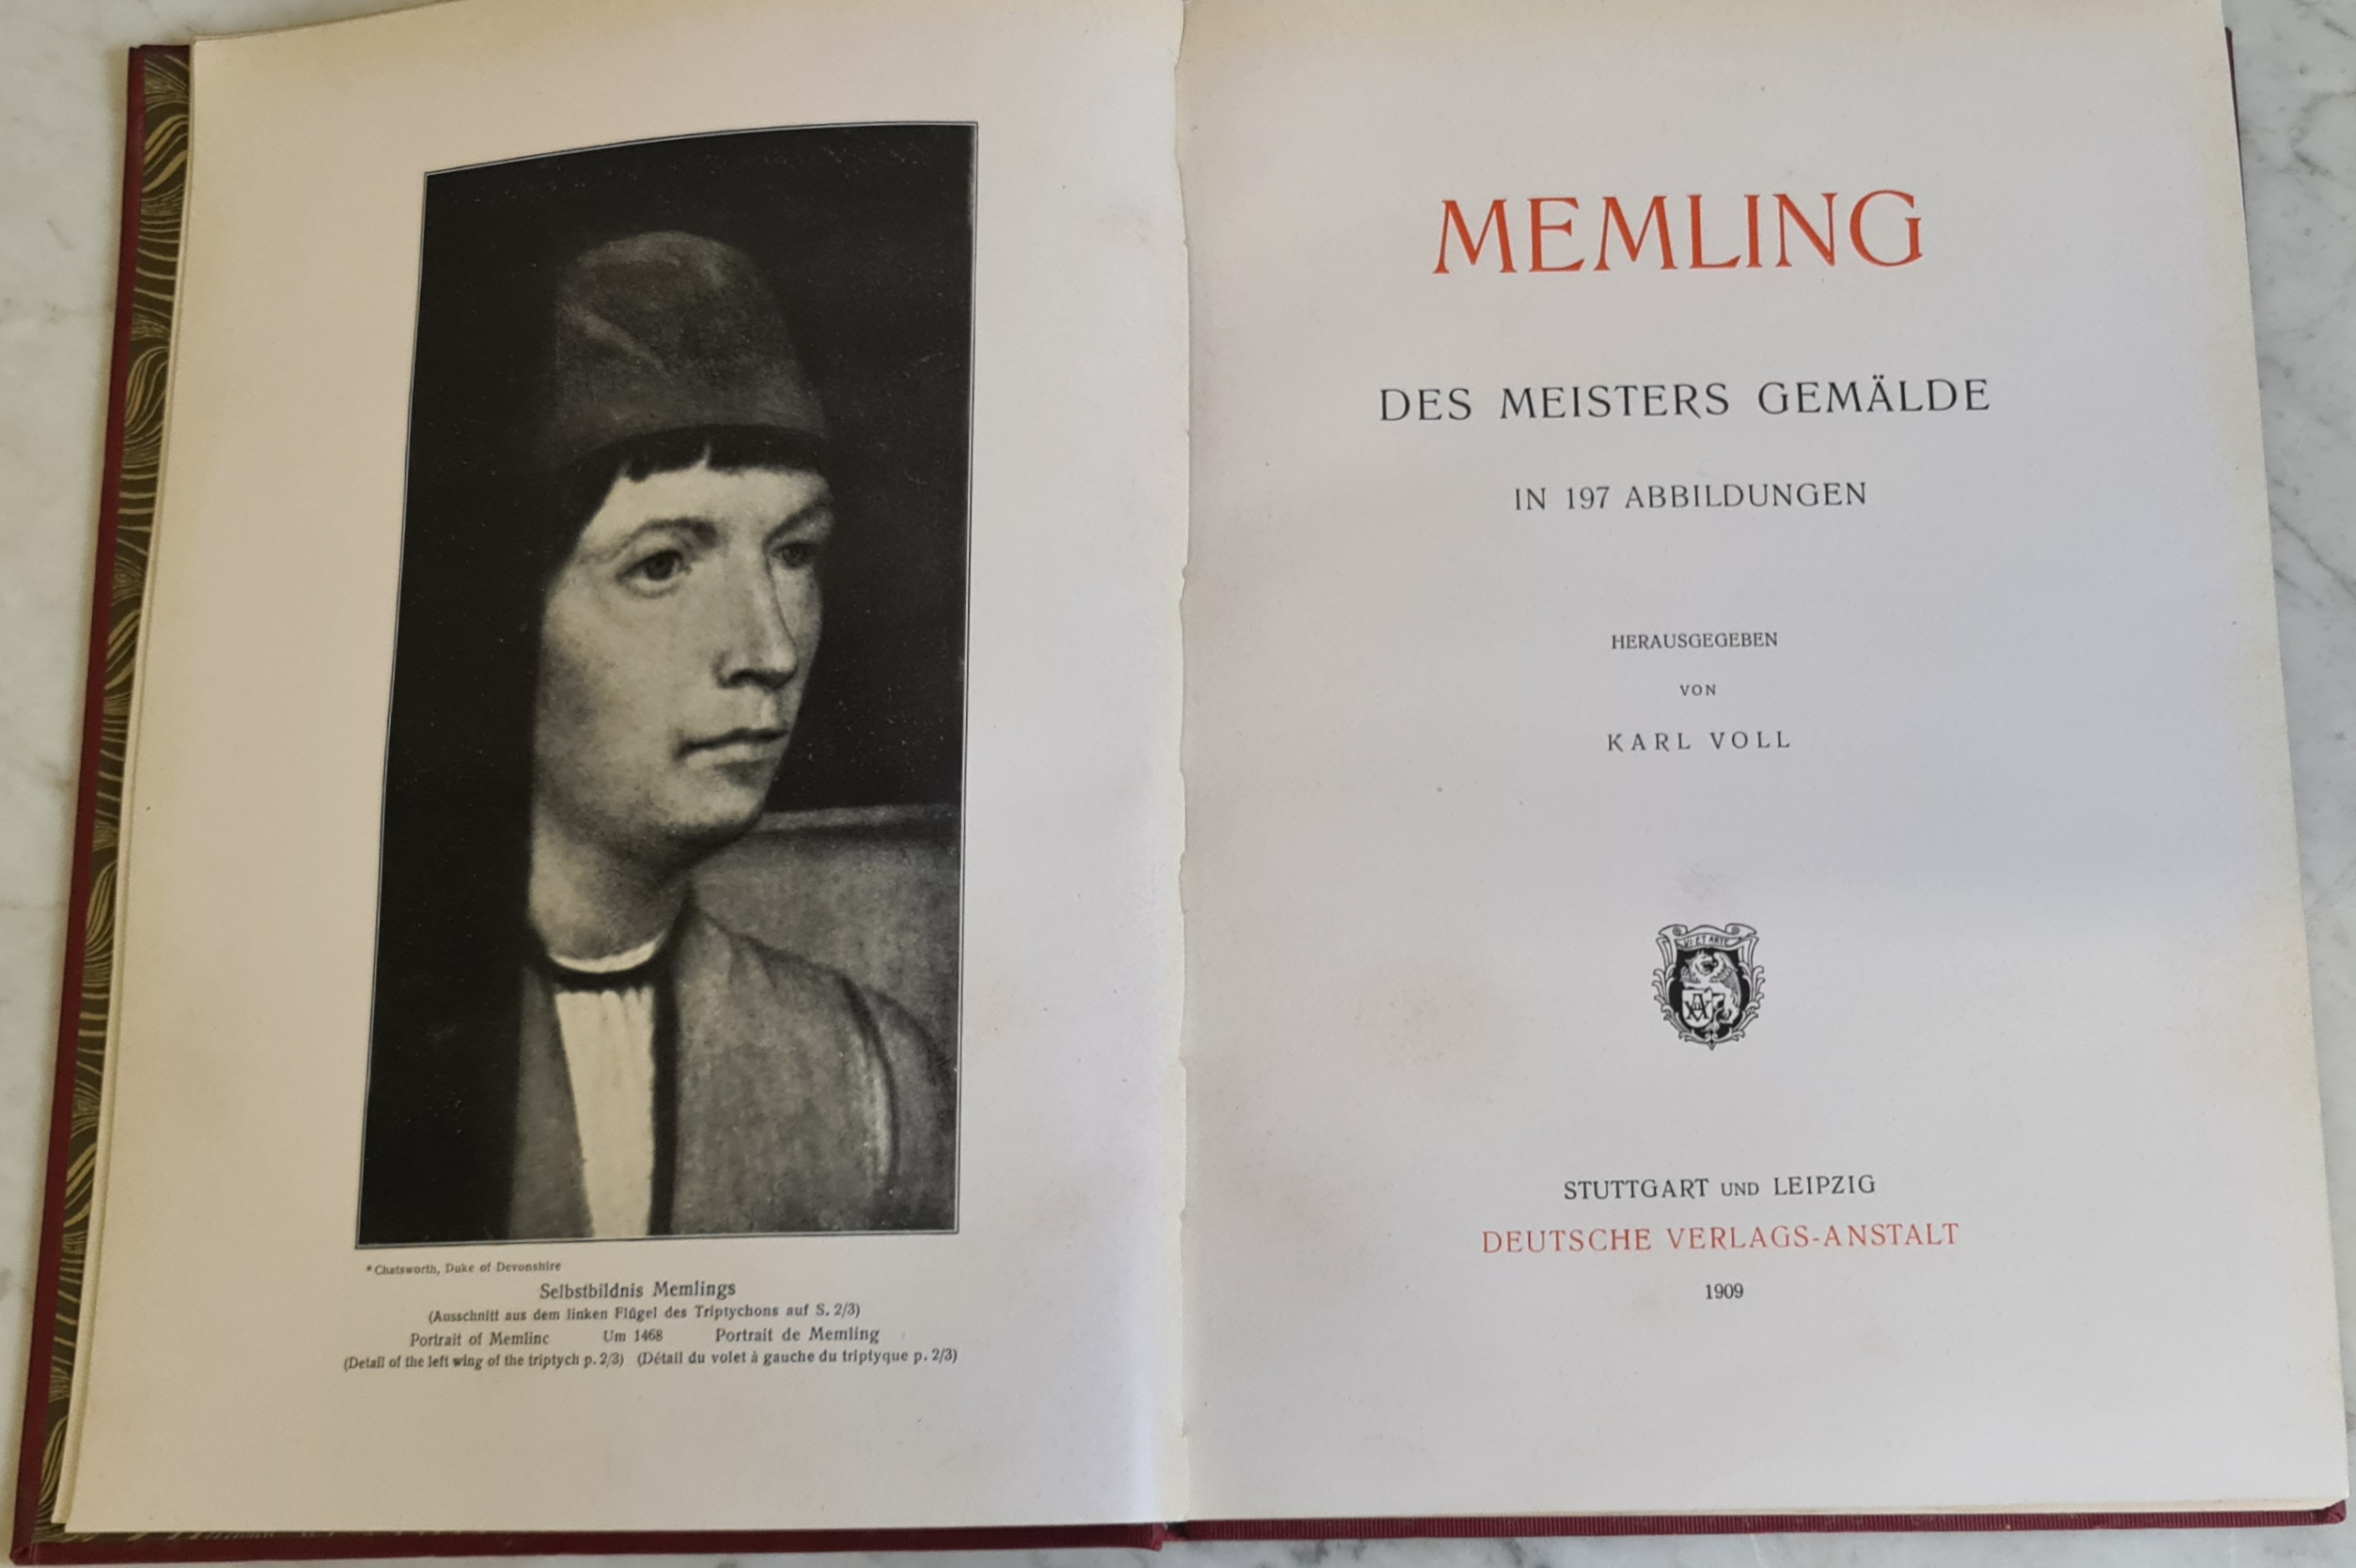 *Chatsworth, Duke of Devonshire
Selbstbildnis Memlings
(Ausschnitt aus dem linken Flügel des Triptychons auf S. 2/3)
Portrait of Memlinc Um 1468 Portrait de Memling
(Detail of the left wing of the triptych p. 2/3) (Détail du volet à gauche du triptyque p. 2/3)
MEMLING
DES MEISTERS GEMÄLDE
IN 197 ABBILDUNGEN
HERAUSGEGEBEN
VON
KARL VOLL
VI ET ARTE
STUTTGART UND LEIPZIG
DEUTSCHE VERLAGS-ANSTALT
1909